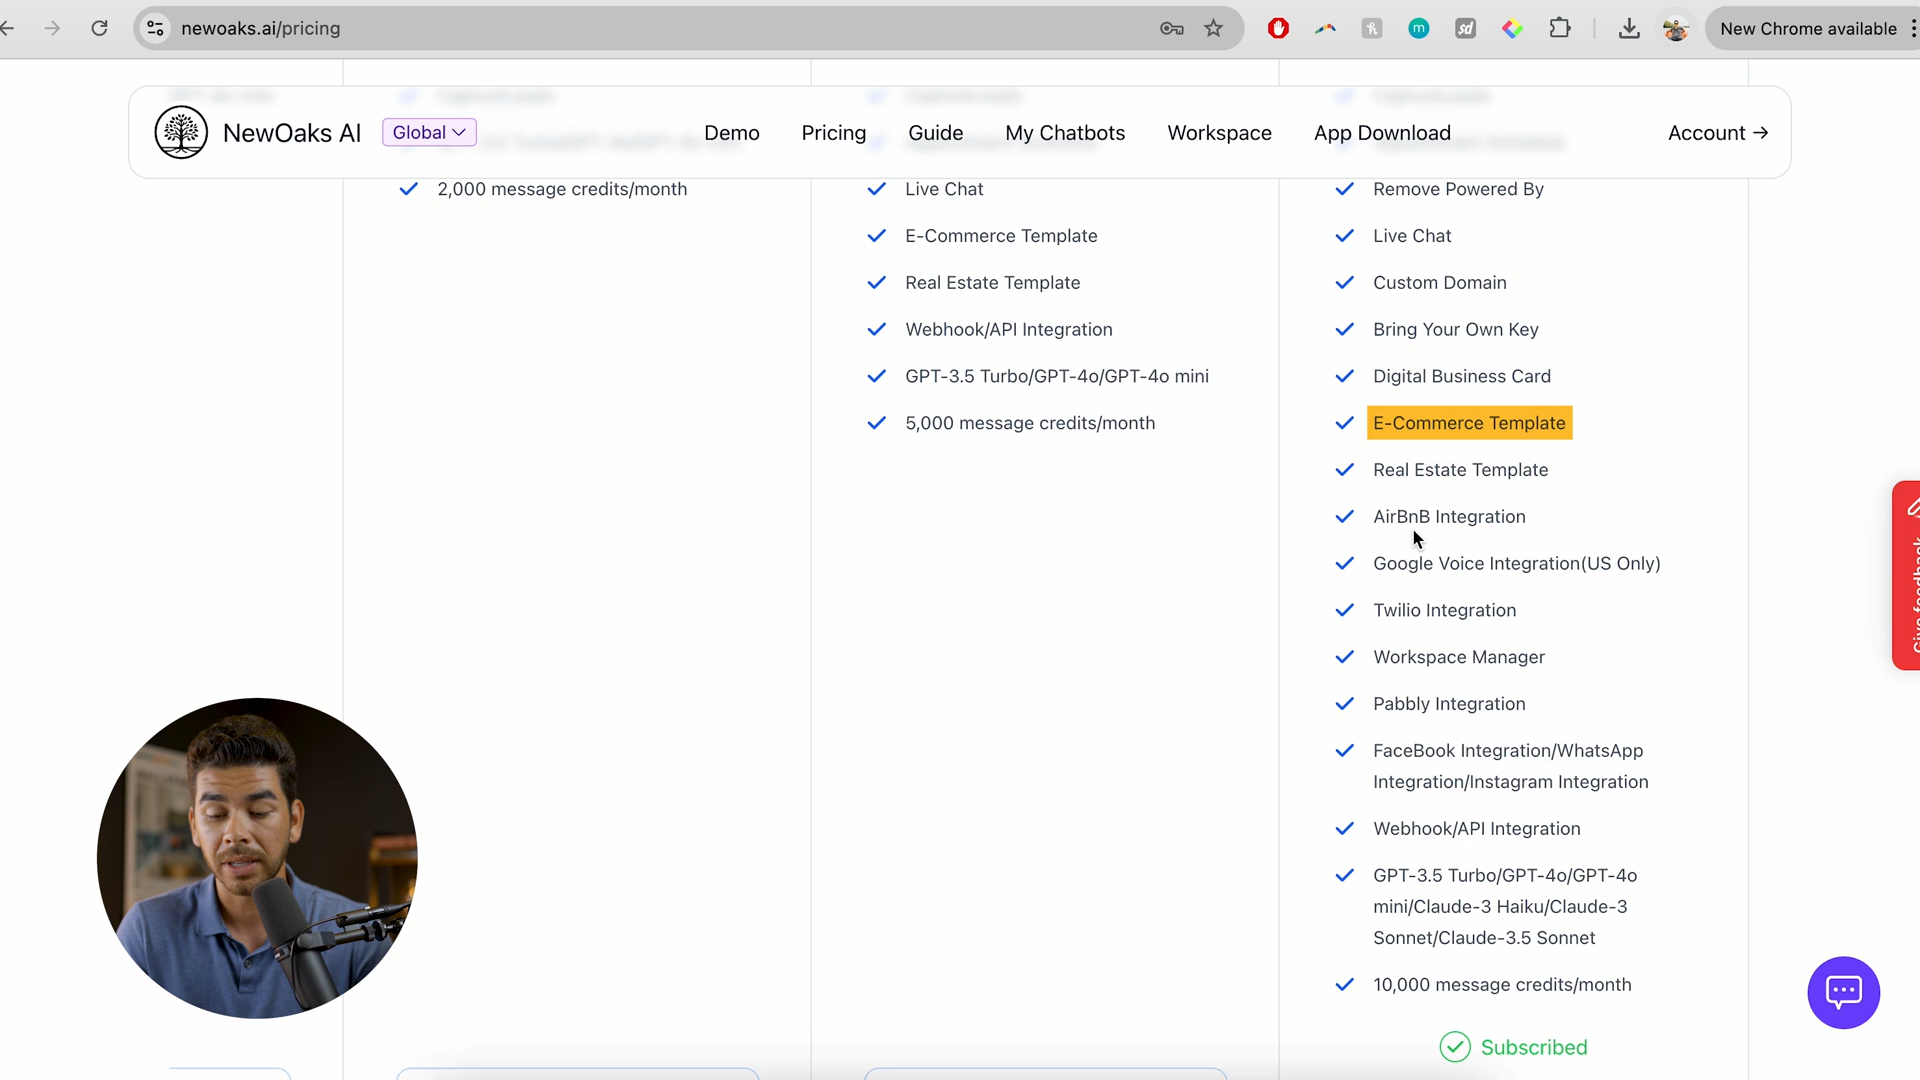 newoaks.ai/pricing
New Chrome available
NewOaks AI
Global
Demo
Pricing
Guide
My Chatbots
Workspace
App Download
Account →
2,000 message credits/month
Live Chat
E-Commerce Template
Real Estate Template
Webhook/API Integration
GPT-3.5 Turbo/GPT-4o/GPT-4o mini
5,000 message credits/month
Remove Powered By
Live Chat
Custom Domain
Bring Your Own Key
Digital Business Card
E-Commerce Template
Real Estate Template
AirBnB Integration
Google Voice Integration(US Only)
Twilio Integration
Workspace Manager
Pabbly Integration
FaceBook Integration/WhatsApp
Integration/Instagram Integration
Webhook/API Integration
GPT-3.5 Turbo/GPT-4o/GPT-4o
mini/Claude-3 Haiku/Claude-3
Sonnet/Claude-3.5 Sonnet
10,000 message credits/month
Subscribed
Give feedback